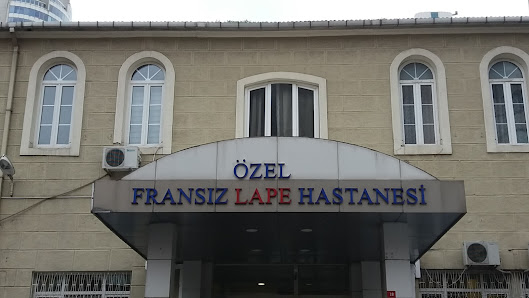 ÖZEL
FRANSIZ LAPE HASTANESİ